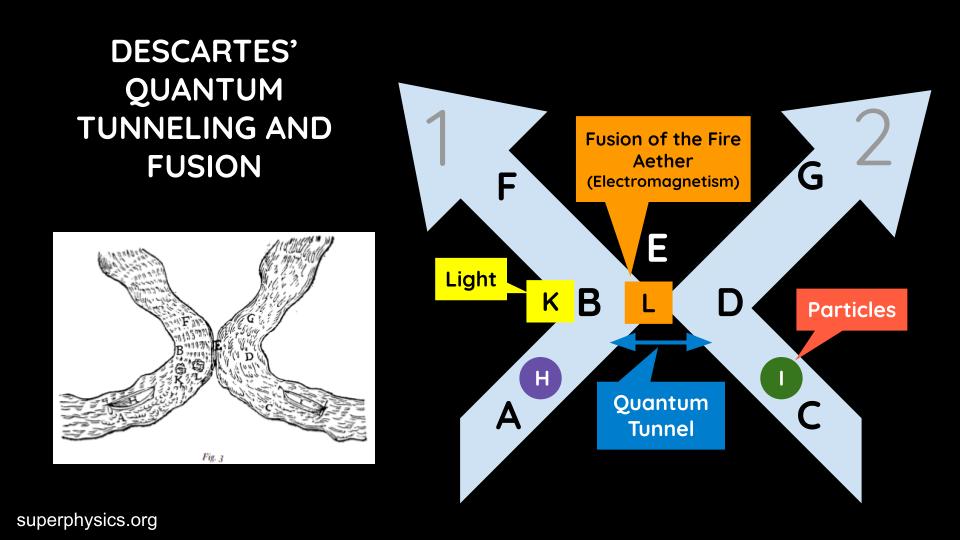 DESCARTES'
QUANTUM
TUNNELING AND
FUSION
1
2
Fusion of the Fire
Aether
(Electromagnetism)
G
F
E
Light
K
B
L
D
Particles
H
I
A
Quantum
Tunnel
C
F
G
B
E
D
K
L
H
A
C
Fig. 3
superphysics.org